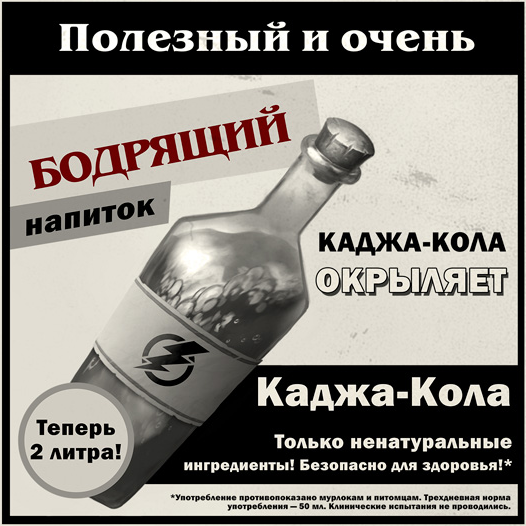 Полезный и очень
БОДРЯЩИЙ
напиток
КАДЖА-КОЛА
ОКРЫЛЯЕТ
Каджа-Кола
Теперь
2 литра!
Только ненатуральные
ингредиенты! Безопасно для здоровья!*
*Употребление противопоказано мурлокам и питомцам. Трехдневная норма
употребления — 50 мл. Клинические испытания не проводились.